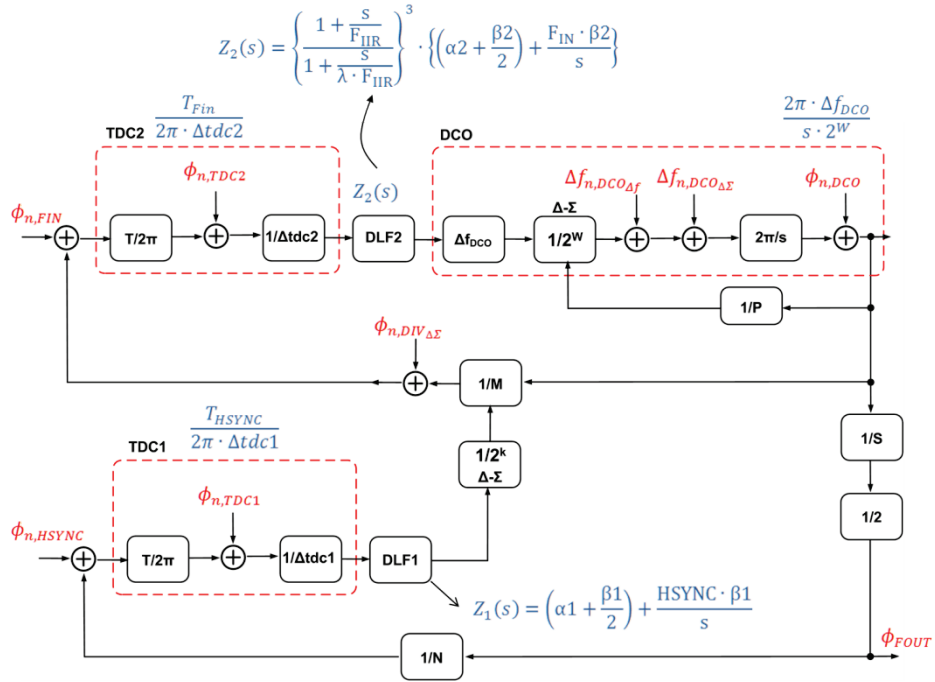 Z₂(s) = { (1 + s/F_IIR) / (1 + s/(λ · F_IIR)) }³ · {(α2 + β2/2) + (F_IN · β2)/s}
TDC2
T_Fin / (2π · Δtdc2)
DCO
(2π · Δf_DCO) / (s · 2^W)
ϕ_n,TDC2
Z₂(s)
Δf_n,DCO_Δf
Δf_n,DCO_ΔΣ
ϕ_n,DCO
ϕ_n,FIN
Δ-Σ
T/2π
1/Δtdc2
DLF2
Δf_DCO
1/2^W
2π/s
1/P
ϕ_n,DIV_ΔΣ
1/M
TDC1
T_HSYNC / (2π · Δtdc1)
1/S
1/2^k
Δ-Σ
ϕ_n,TDC1
1/2
ϕ_n,HSYNC
T/2π
1/Δtdc1
DLF1
Z₁(s) = (α1 + β1/2) + (HSYNC · β1)/s
1/N
ϕ_FOUT